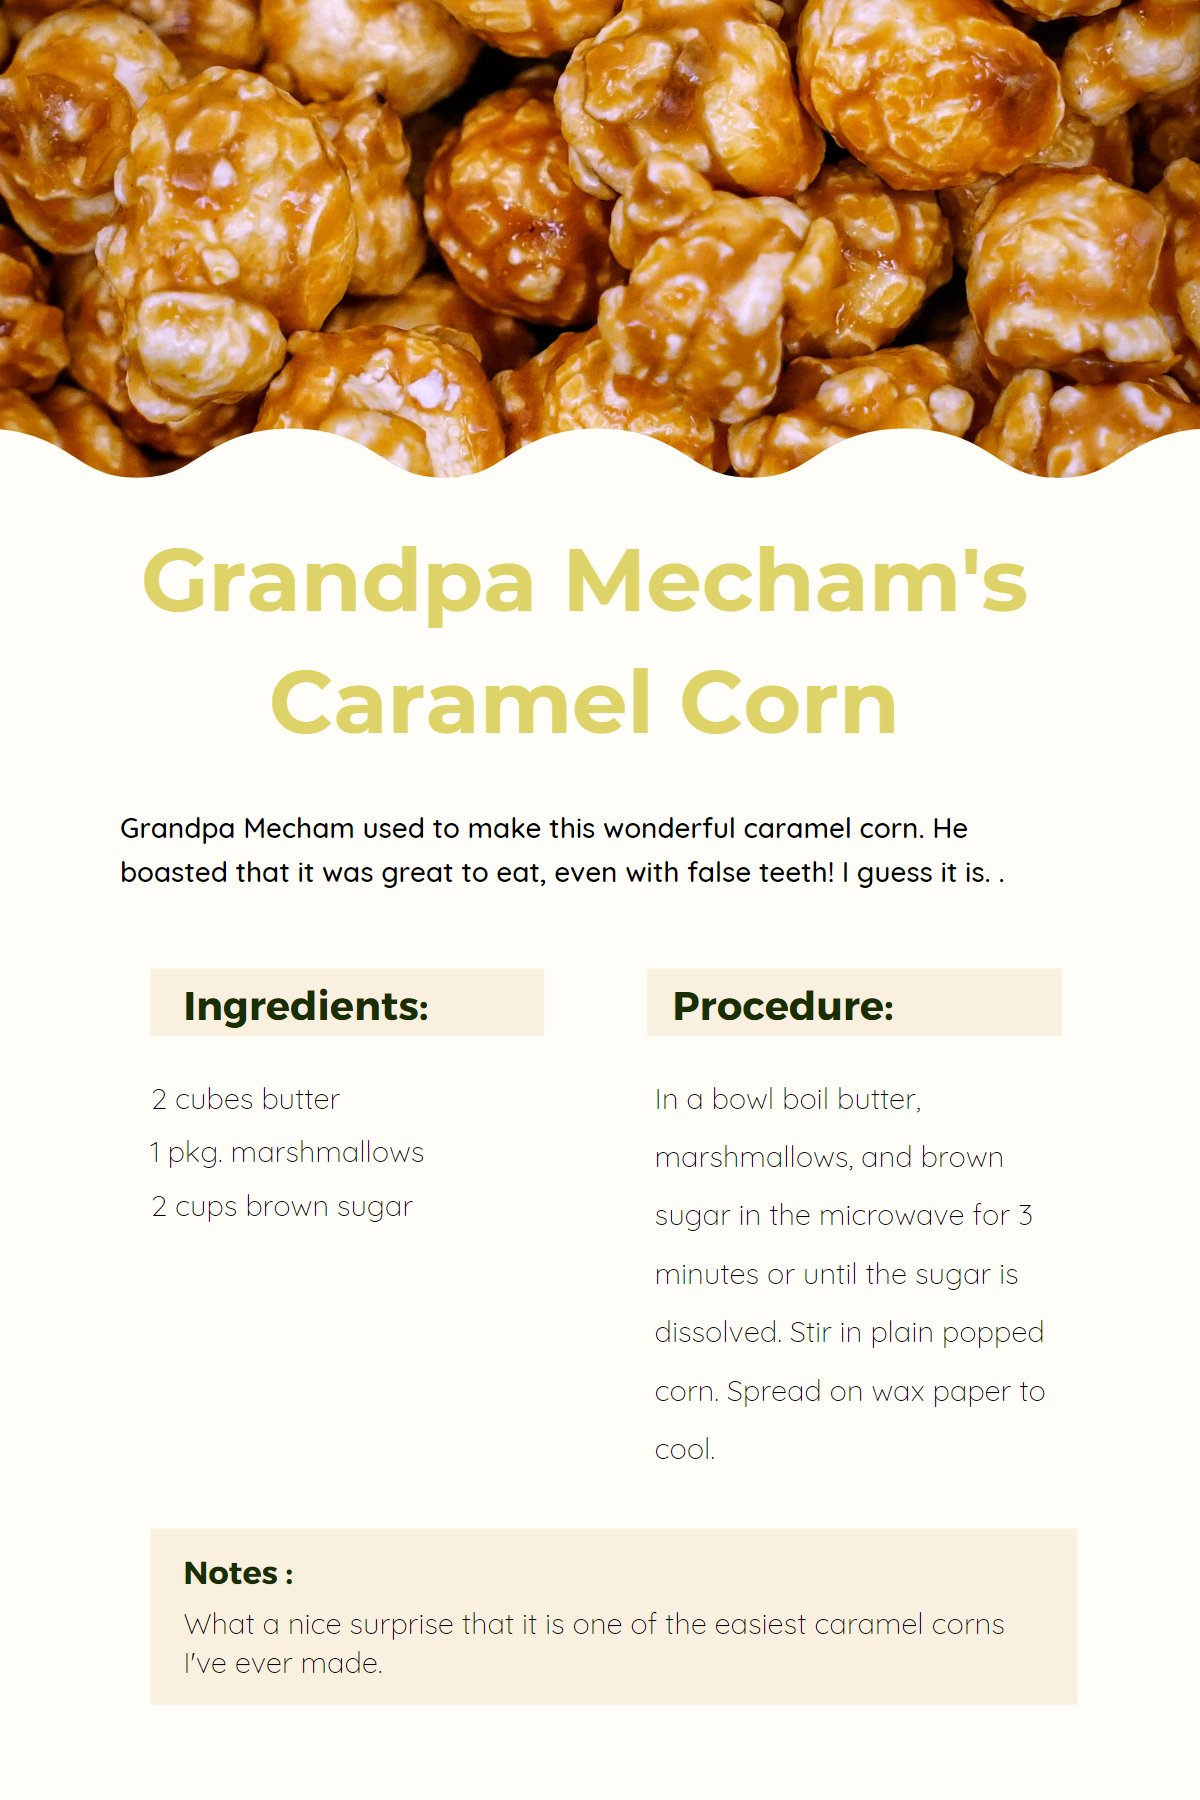 Grandpa Mecham's
Caramel Corn
Grandpa Mecham used to make this wonderful caramel corn. He
boasted that it was great to eat, even with false teeth! I guess it is. .
Ingredients:
2 cubes butter
1 pkg. marshmallows
2 cups brown sugar
Procedure:
In a bowl boil butter,
marshmallows, and brown
sugar in the microwave for 3
minutes or until the sugar is
dissolved. Stir in plain popped
corn. Spread on wax paper to
cool.
Notes :
What a nice surprise that it is one of the easiest caramel corns
I've ever made.